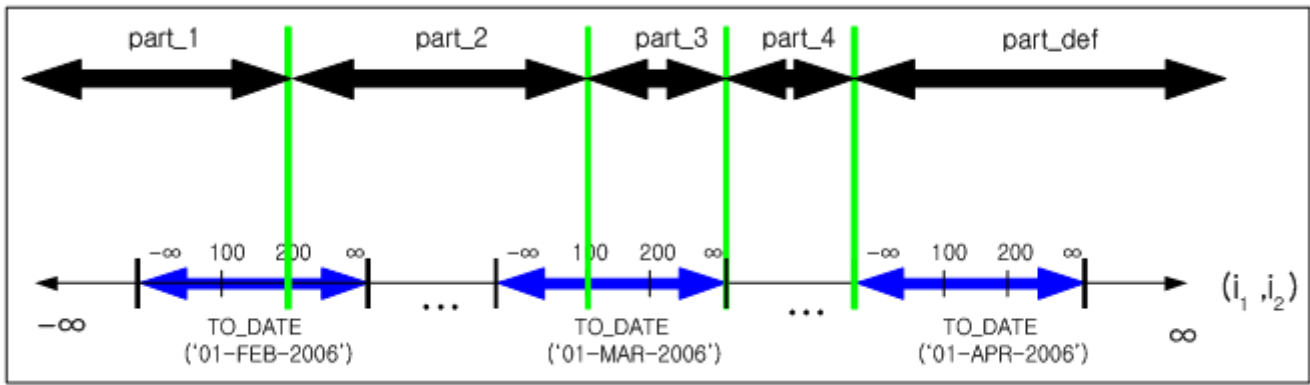 part_1 part_2 part_3 part_4 part_def
-∞ 100 200 ∞ -∞ 100 200 ∞ -∞ 100 200 ∞
-∞ ... ... ∞ (i₁ ,i₂)
TO_DATE TO_DATE TO_DATE
(‘01-FEB-2006’) (‘01-MAR-2006’) (‘01-APR-2006’)